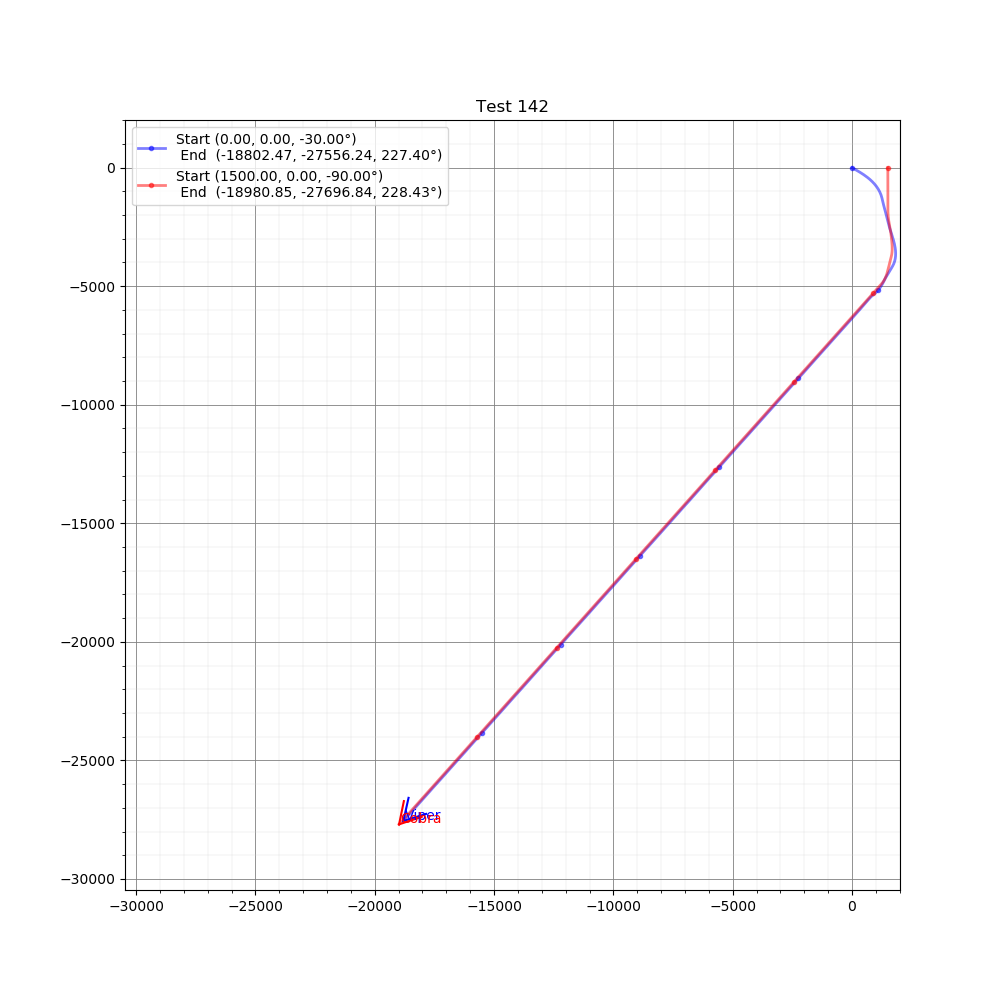 Test 142
Start (0.00, 0.00, -30.00°)
End (-18802.47, -27556.24, 227.40°)
Start (1500.00, 0.00, -90.00°)
End (-18980.85, -27696.84, 228.43°)
0
−5000
−10000
−15000
−20000
−25000
−30000
Viper
Cobra
−30000 −25000 −20000 −15000 −10000 −5000 0